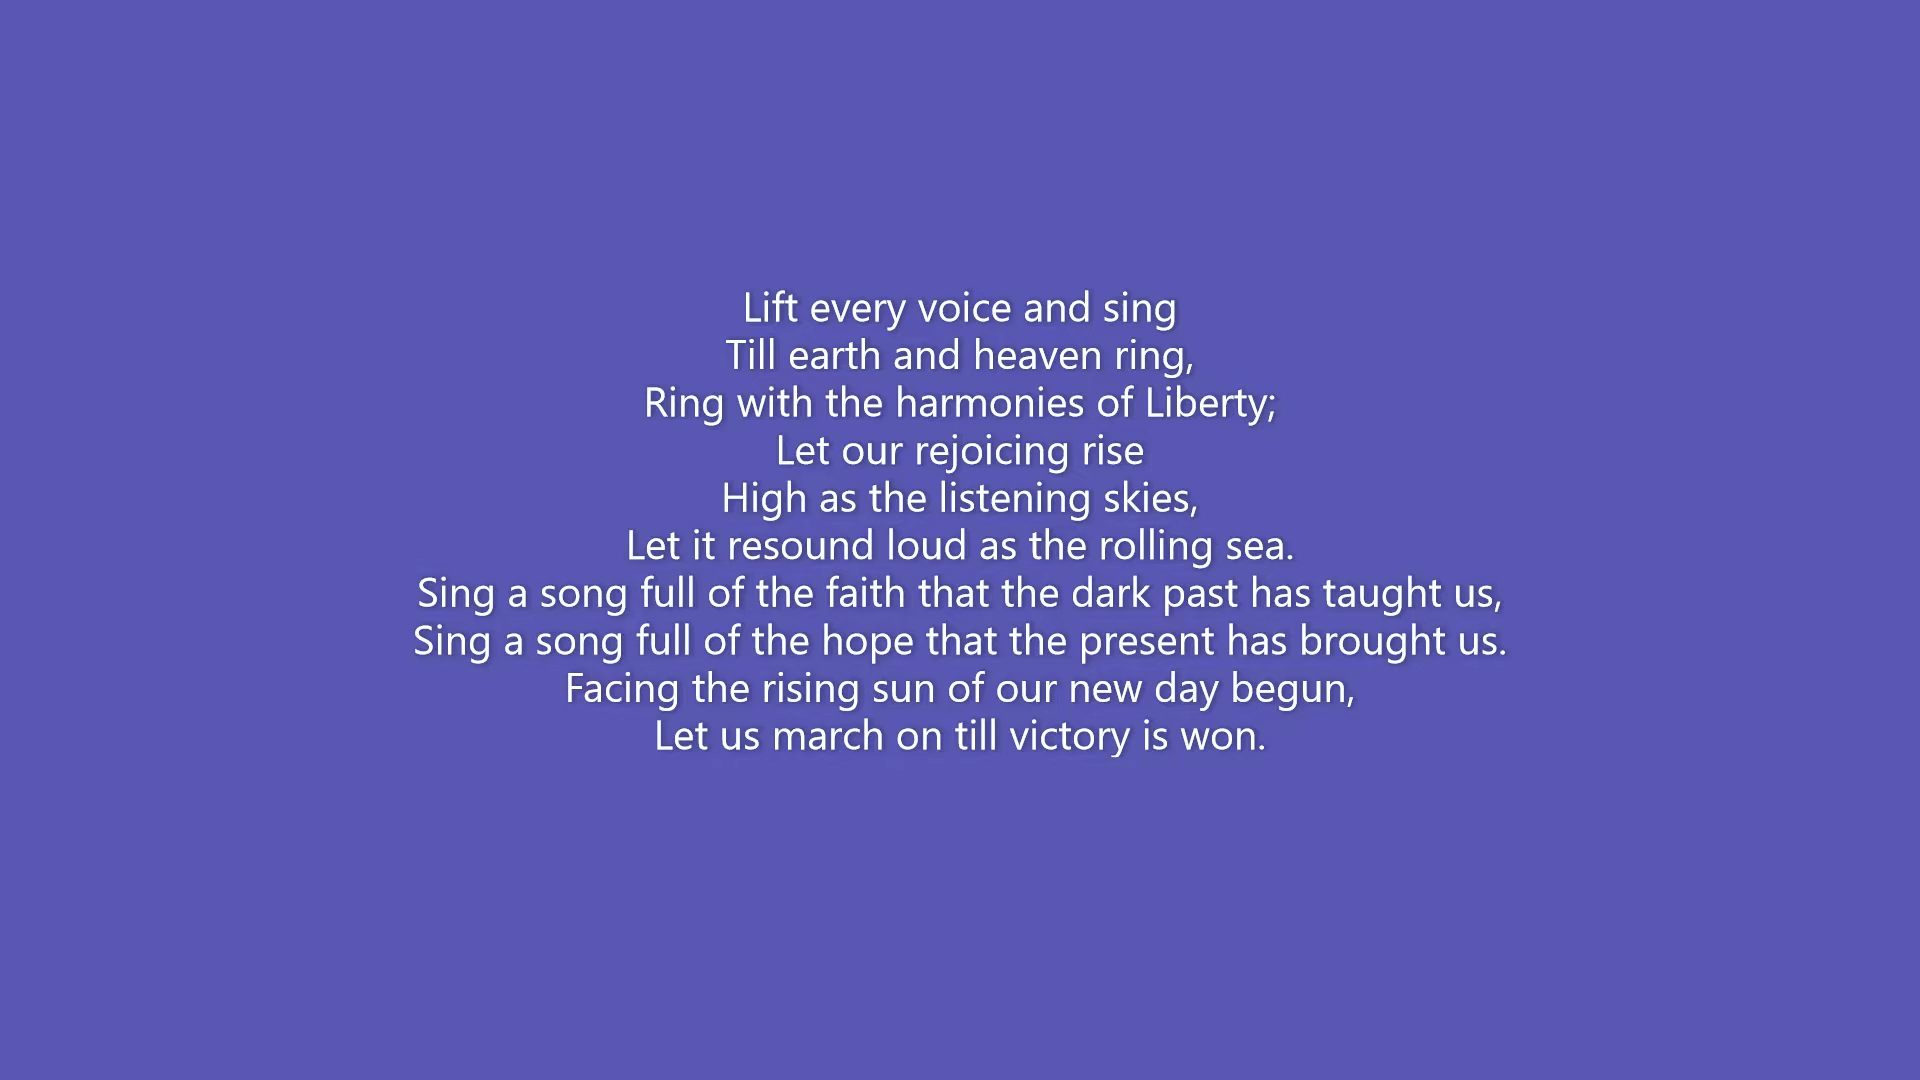 Lift every voice and sing
Till earth and heaven ring,
Ring with the harmonies of Liberty;
Let our rejoicing rise
High as the listening skies,
Let it resound loud as the rolling sea.
Sing a song full of the faith that the dark past has taught us,
Sing a song full of the hope that the present has brought us.
Facing the rising sun of our new day begun,
Let us march on till victory is won.